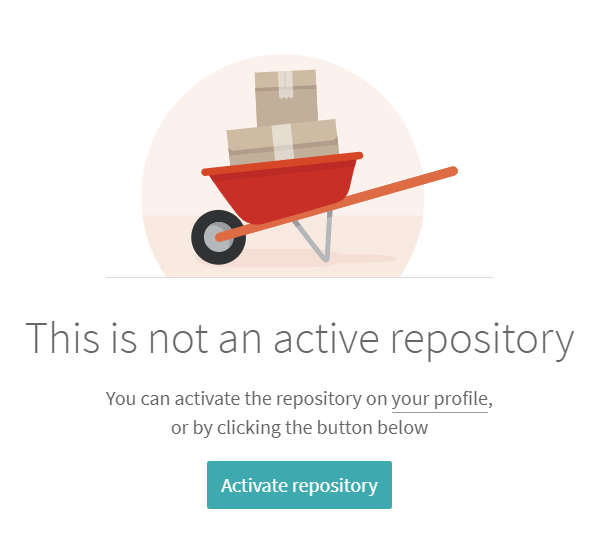 This is not an active repository
You can activate the repository on your profile,
or by clicking the button below
Activate repository